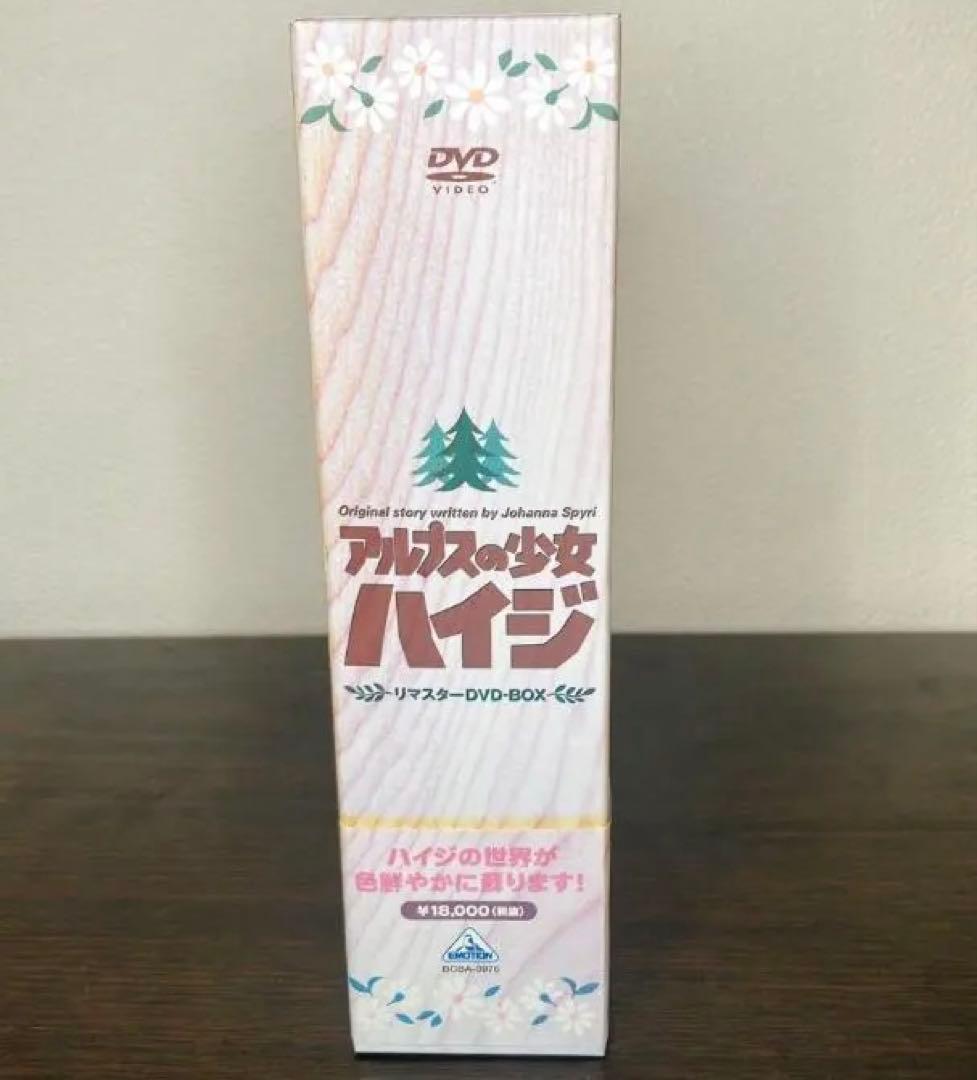 DVD
VIDEO
Original story written by Johanna Spyri
アルプスの少女
ハイジ
リマスターDVD-BOX
ハイジの世界が
色鮮やかに蘇ります!
¥18,000(税抜)
EMOTION